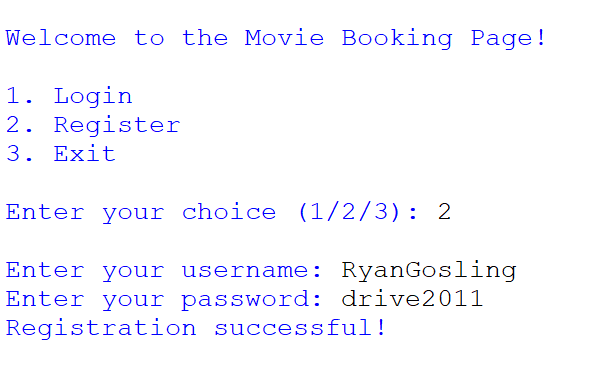 Welcome to the Movie Booking Page!
1. Login
2. Register
3. Exit
Enter your choice (1/2/3): 2
Enter your username: RyanGosling
Enter your password: drive2011
Registration successful!